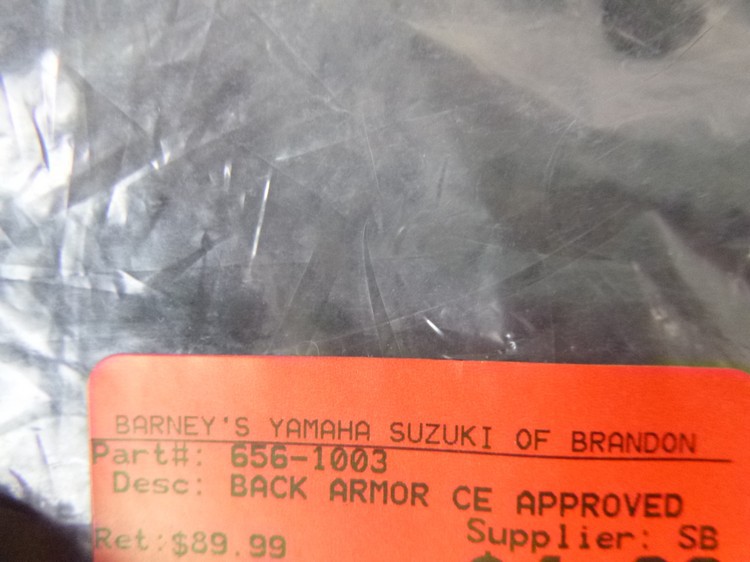 BARNEY'S YAMAHA SUZUKI OF BRANDON
Part#: 656-1003
Desc: BACK ARMOR CE APPROVED
Ret:$89.99 Supplier: SB